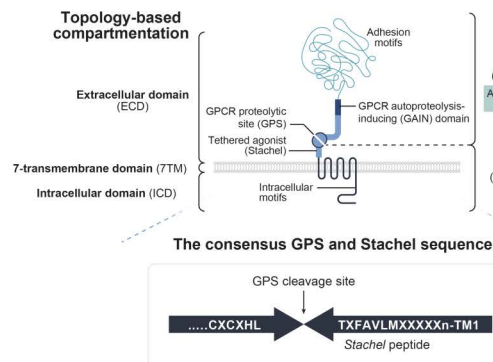 Topology-based
compartmentation
Adhesion
motifs
Extracellular domain
(ECD)
GPCR proteolytic
site (GPS)
GPCR autoproteolysis-
inducing (GAIN) domain
Tethered agonist
(Stachel)
7-transmembrane domain (7TM)
Intracellular domain (ICD)
Intracellular
motifs
(
A
(
The consensus GPS and Stachel sequence
GPS cleavage site
.....CXCXHL
TXFAVLMXXXXXn-TM1
Stachel peptide